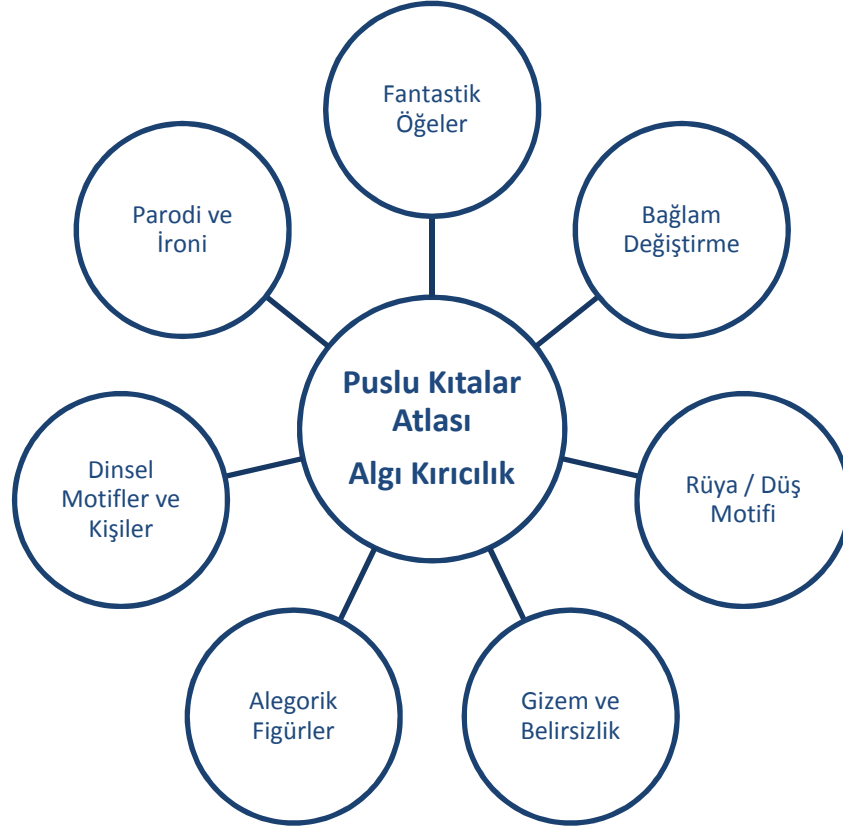 Fantastik
Öğeler
Bağlam
Değiştirme
Rüya / Düş
Motifi
Gizem ve
Belirsizlik
Alegorik
Figürler
Dinsel
Motifler ve
Kişiler
Parodi ve
İroni
Puslu Kıtalar
Atlası
Algı Kırıcılık